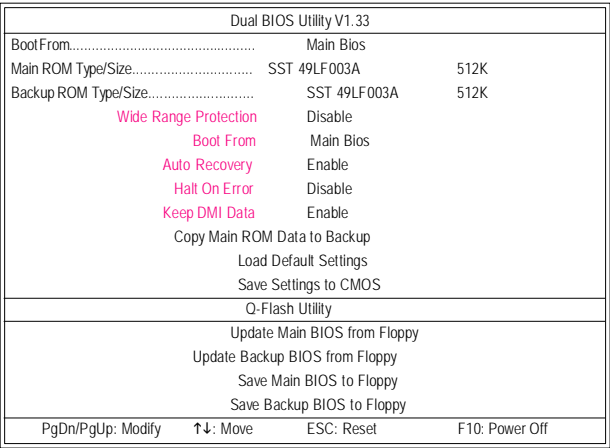 Dual BIOS Utility V1.33
Boot From................................................ Main Bios
Main ROM Type/Size.............................. SST 49LF003A 512K
Backup ROM Type/Size.......................... SST 49LF003A 512K
Wide Range Protection Disable
Boot From Main Bios
Auto Recovery Enable
Halt On Error Disable
Keep DMI Data Enable
Copy Main ROM Data to Backup
Load Default Settings
Save Settings to CMOS
Q-Flash Utility
Update Main BIOS from Floppy
Update Backup BIOS from Floppy
Save Main BIOS to Floppy
Save Backup BIOS to Floppy
PgDn/PgUp: Modify ↑↓: Move ESC: Reset F10: Power Off